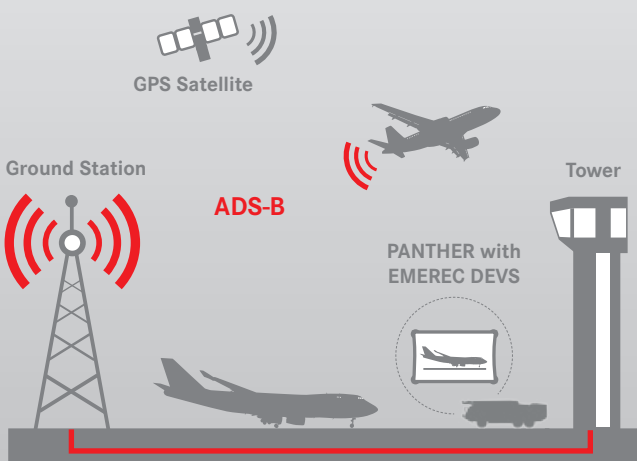 GPS Satellite
Ground Station
Tower
ADS-B
PANTHER with
EMEREC DEVS